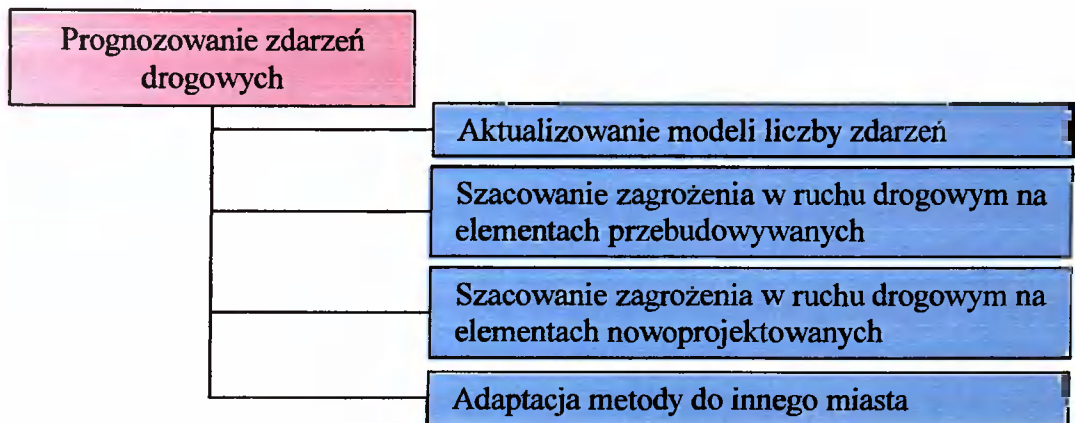 Prognozowanie zdarzeń
drogowych
Aktualizowanie modeli liczby zdarzeń
Szacowanie zagrożenia w ruchu drogowym na
elementach przebudowywanych
Szacowanie zagrożenia w ruchu drogowym na
elementach nowoprojektowanych
Adaptacja metody do innego miasta